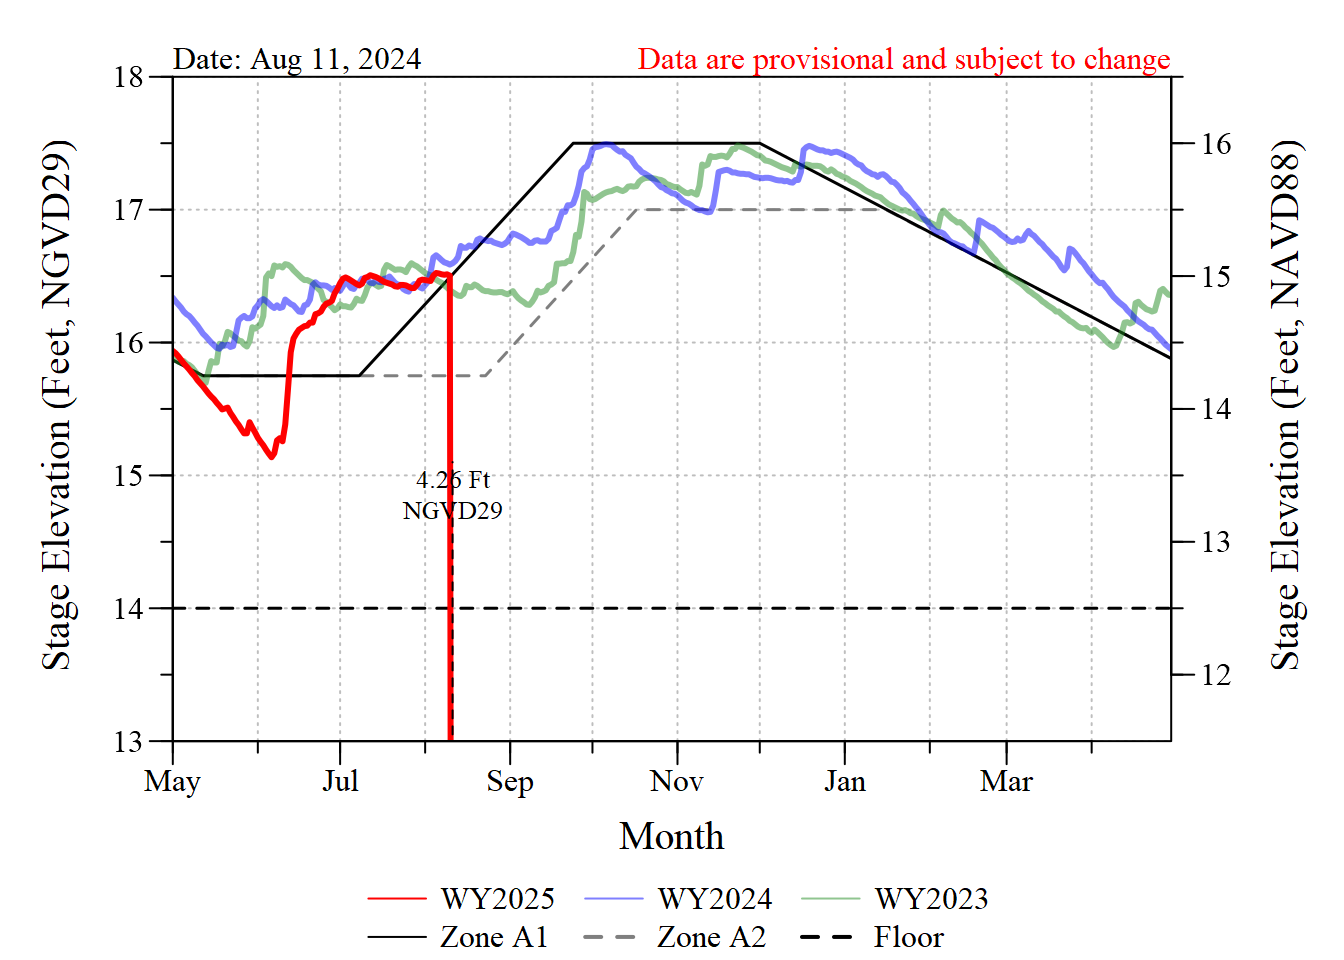 Date: Aug 11, 2024
Data are provisional and subject to change
Stage Elevation (Feet, NGVD29)
18
17
16
15
14
13
4.26 Ft
NGVD29
16
15
14
13
12
Stage Elevation (Feet, NAVD88)
May Jul Sep Nov Jan Mar
Month
WY2025 WY2024 WY2023
Zone A1 Zone A2 Floor